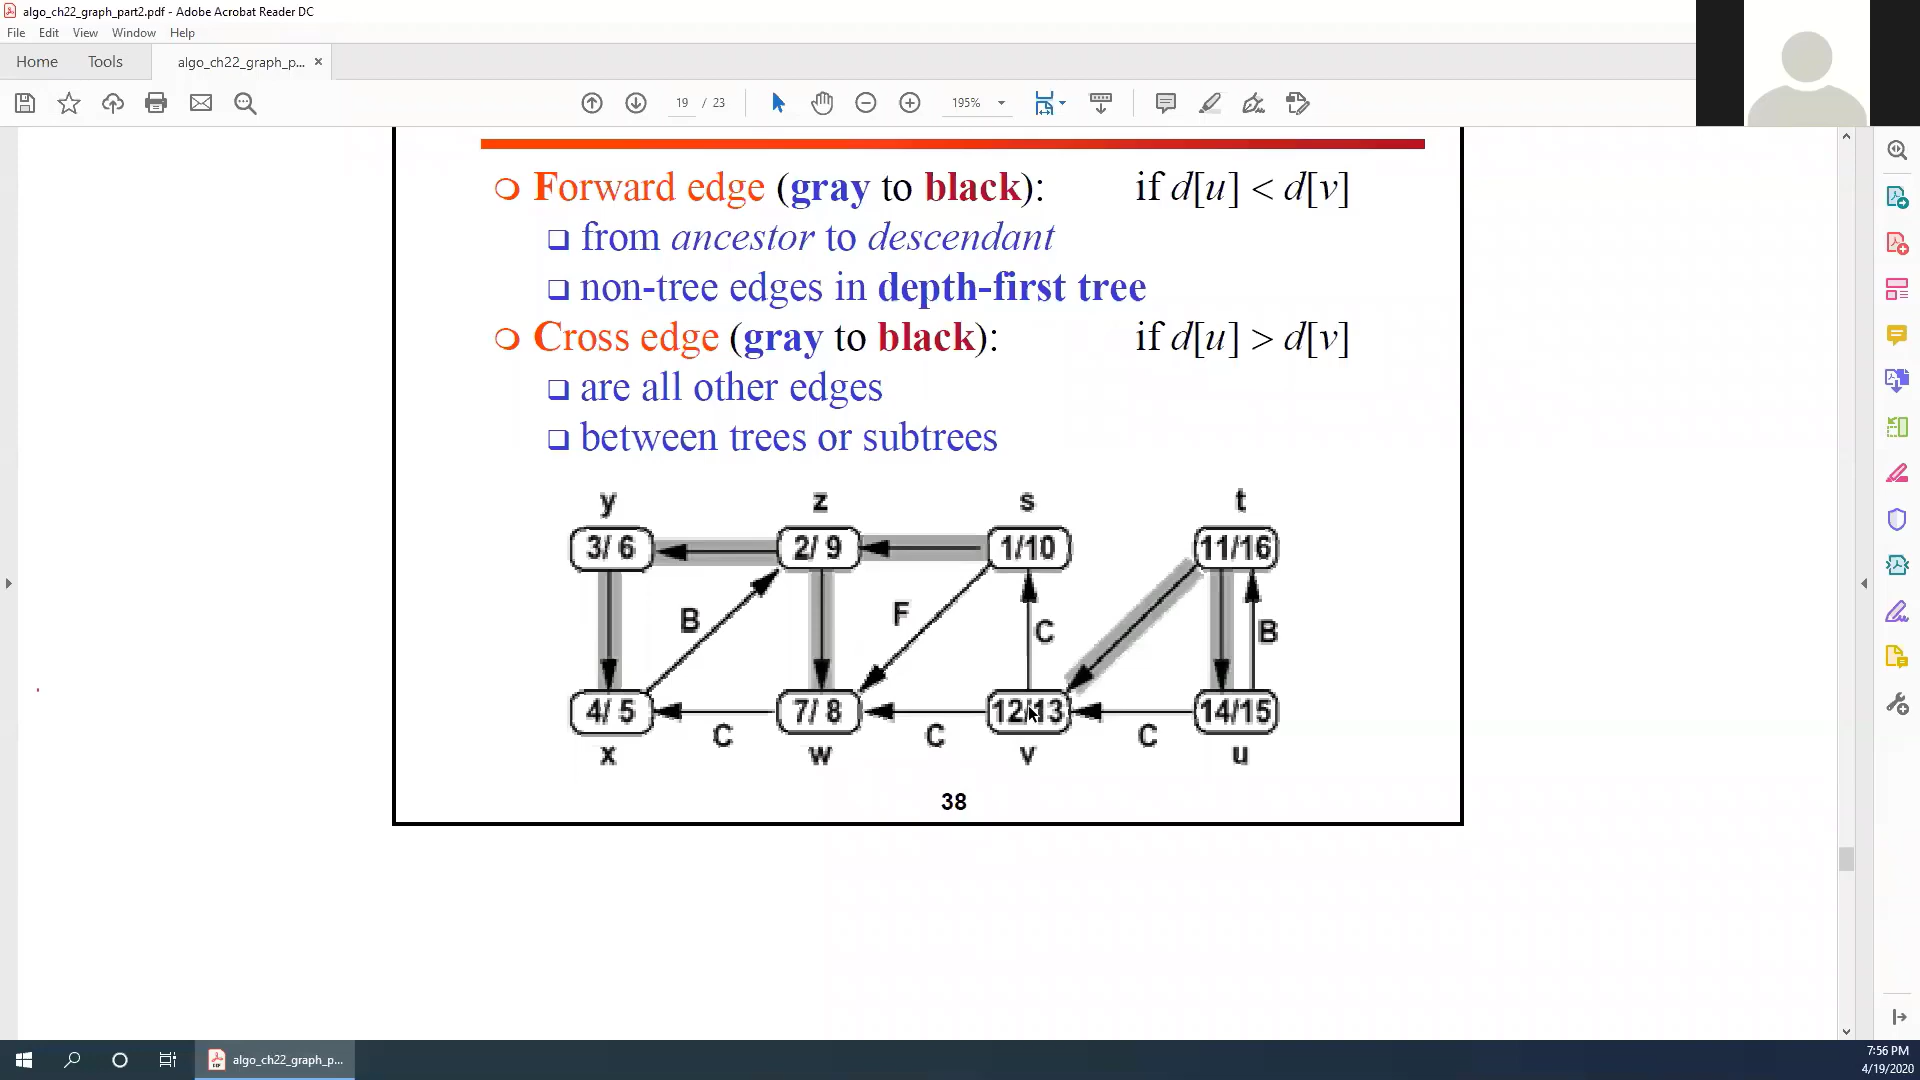 algo_ch22_graph_part2.pdf - Adobe Acrobat Reader DC
File Edit View Window Help
Home Tools algo_ch22_graph_p... ×
19 / 23 195%
Forward edge (gray to black): if d[u] < d[v]
from ancestor to descendant
non-tree edges in depth-first tree
Cross edge (gray to black): if d[u] > d[v]
are all other edges
between trees or subtrees
y z s t
3/ 6 2/ 9 1/10 11/16
B F C B
4/ 5 7/ 8 12/13 14/15
C C C
x w v u
38
algo_ch22_graph_p...
7:56 PM
4/19/2020